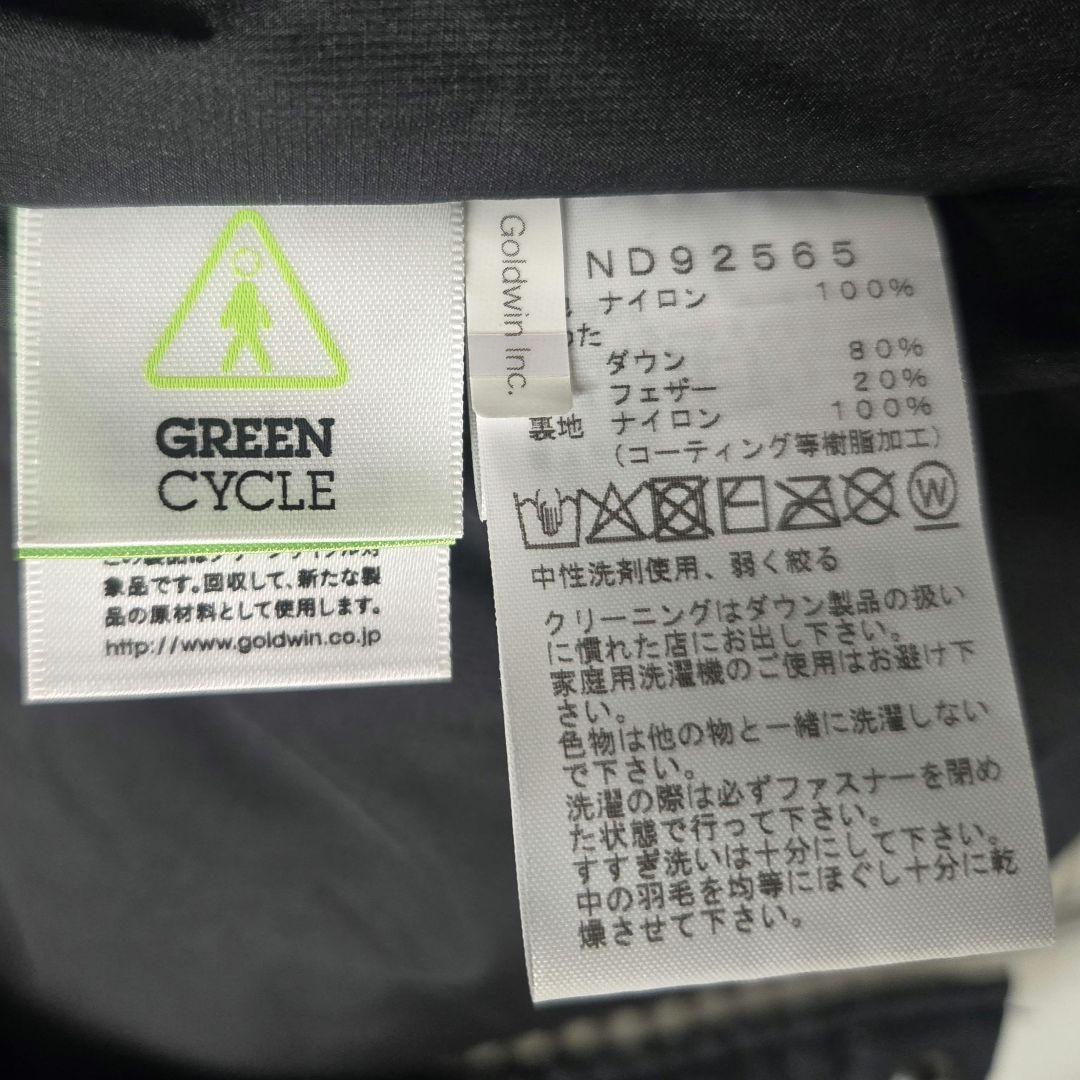 GREEN
CYCLE
象品です。回収して、新たな製
品の原材料として使用します。
http://www.goldwin.co.jp
Goldwin Inc.
ND92565
ナイロン 100%
わた
ダウン 80%
フェザー 20%
裏地 ナイロン 100%
(コーティング等樹脂加工)
W
中性洗剤使用、弱く絞る
クリーニングはダウン製品の扱い
に慣れた店にお出し下さい。
家庭用洗濯機のご使用はお避け下
さい。
色物は他の物と一緒に洗濯しない
で下さい。
洗濯の際は必ずファスナーを閉め
た状態で行って下さい。
すすぎ洗いは十分にして下さい。
中の羽毛を均等にほぐし十分に乾
燥させて下さい。